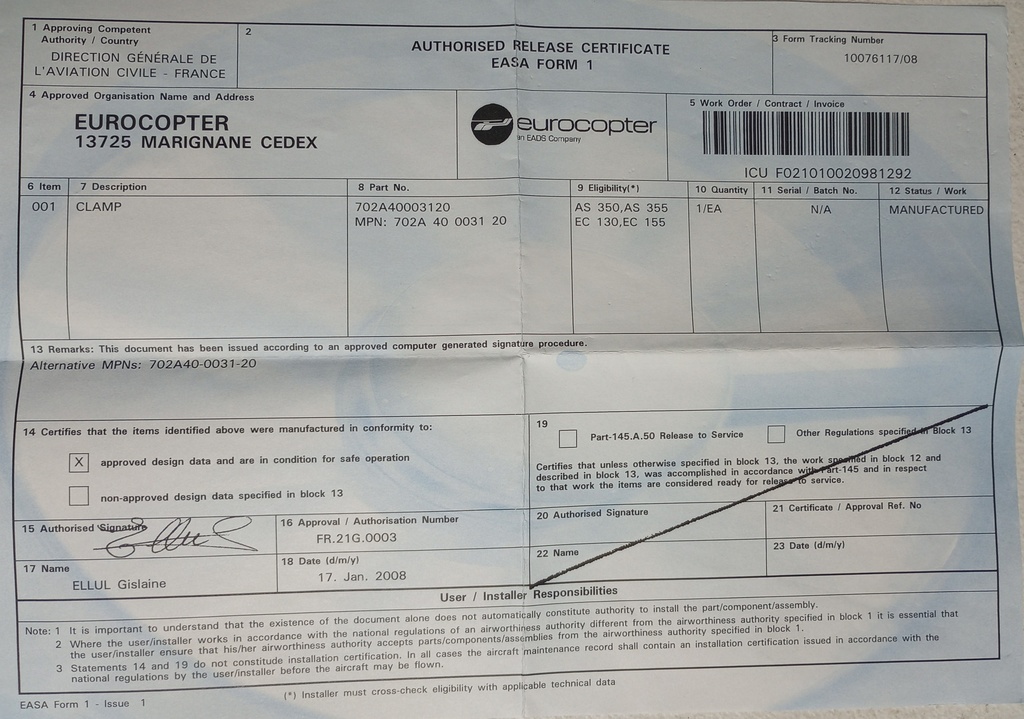 1 Approving Competent
Authority / Country
DIRECTION GÉNÉRALE DE
L'AVIATION CIVILE - FRANCE
2
AUTHORISED RELEASE CERTIFICATE
EASA FORM 1
3 Form Tracking Number
10076117/08
4 Approved Organisation Name and Address
EUROCOPTER
13725 MARIGNANE CEDEX
eurocopter
an EADS Company
5 Work Order / Contract / Invoice
ICU F021010020981292
6 Item 7 Description 8 Part No. 9 Eligibility(*) 10 Quantity 11 Serial / Batch No. 12 Status / Work
001 CLAMP 702A40003120 AS 350,AS 355 1/EA N/A MANUFACTURED
MPN: 702A 40 0031 20 EC 130,EC 155
13 Remarks: This document has been issued according to an approved computer generated signature procedure.
Alternative MPNs: 702A40-0031-20
14 Certifies that the items identified above were manufactured in conformity to:
X approved design data and are in condition for safe operation
non-approved design data specified in block 13
15 Authorised Signature
16 Approval / Authorisation Number
FR.21G.0003
17 Name
ELLUL Gislaine
18 Date (d/m/y)
17. Jan. 2008
19
Part-145.A.50 Release to Service Other Regulations specified in Block 13
Certifies that unless otherwise specified in block 13, the work specified in block 12 and
described in block 13, was accomplished in accordance with Part-145 and in respect
to that work the items are considered ready for release to service.
20 Authorised Signature
21 Certificate / Approval Ref. No
22 Name
23 Date (d/m/y)
User / Installer Responsibilities
Note: 1 It is important to understand that the existence of the document alone does not automatically constitute authority to install the part/component/assembly.
2 Where the user/installer works in accordance with the national regulations of an airworthiness authority different from the airworthiness authority specified in block 1 it is essential that
the user/installer ensure that his/her airworthiness authority accepts parts/components/assemblies from the airworthiness authority specified in block 1.
3 Statements 14 and 19 do not constitute installation certification. In all cases the aircraft maintenance record shall contain an installation certification issued in accordance with the
national regulations by the user/installer before the aircraft may be flown.
(*) Installer must cross-check eligibility with applicable technical data
EASA Form 1 - Issue 1